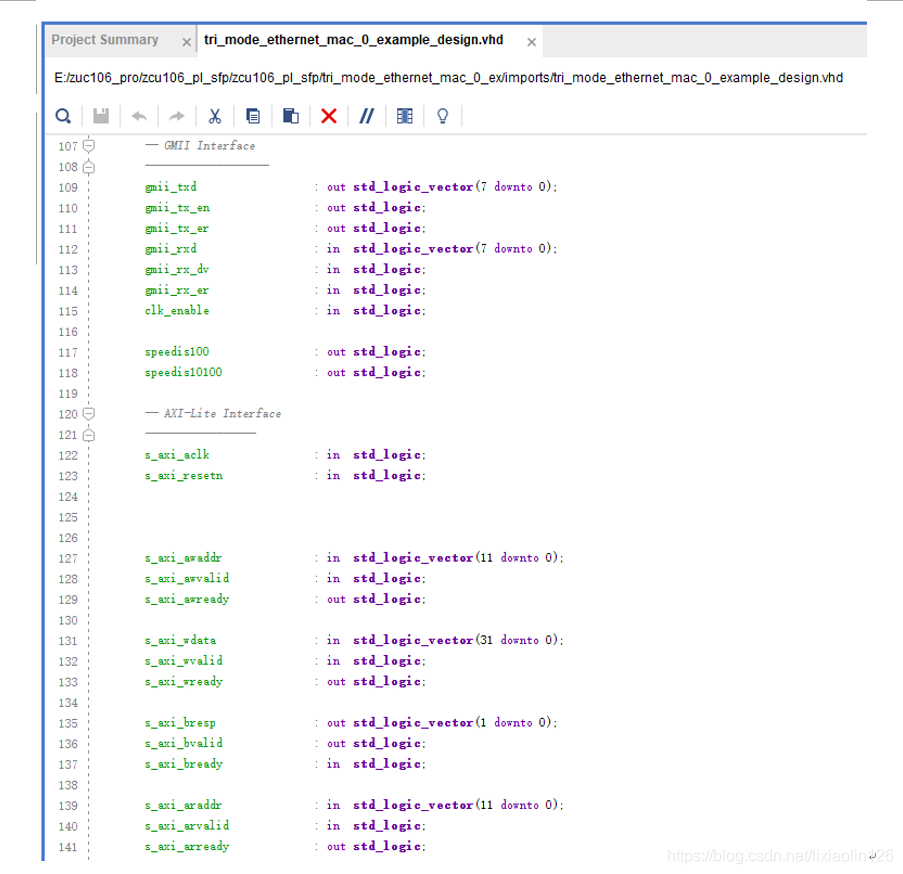 Project Summary × tri_mode_ethernet_mac_0_example_design.vhd ×
E:/zuc106_pro/zcu106_pl_sfp/zcu106_pl_sfp/tri_mode_ethernet_mac_0_ex/imports/tri_mode_ethernet_mac_0_example_design.vhd
107 -- GMII Interface
108 -------------------
109 gmii_txd : out std_logic_vector(7 downto 0);
110 gmii_tx_en : out std_logic;
111 gmii_tx_er : out std_logic;
112 gmii_rxd : in std_logic_vector(7 downto 0);
113 gmii_rx_dv : in std_logic;
114 gmii_rx_er : in std_logic;
115 clk_enable : in std_logic;
116
117 speedis100 : out std_logic;
118 speedis10100 : out std_logic;
119
120 -- AXI-Lite Interface
121 -----------------
122 s_axi_aclk : in std_logic;
123 s_axi_resetn : in std_logic;
124
125
126
127 s_axi_awaddr : in std_logic_vector(11 downto 0);
128 s_axi_awvalid : in std_logic;
129 s_axi_awready : out std_logic;
130
131 s_axi_wdata : in std_logic_vector(31 downto 0);
132 s_axi_wvalid : in std_logic;
133 s_axi_wready : out std_logic;
134
135 s_axi_bresp : out std_logic_vector(1 downto 0);
136 s_axi_bvalid : out std_logic;
137 s_axi_bready : in std_logic;
138
139 s_axi_araddr : in std_logic_vector(11 downto 0);
140 s_axi_arvalid : in std_logic;
141 s_axi_arready : out std_logic;
https://blog.csdn.net/lixiaolin126